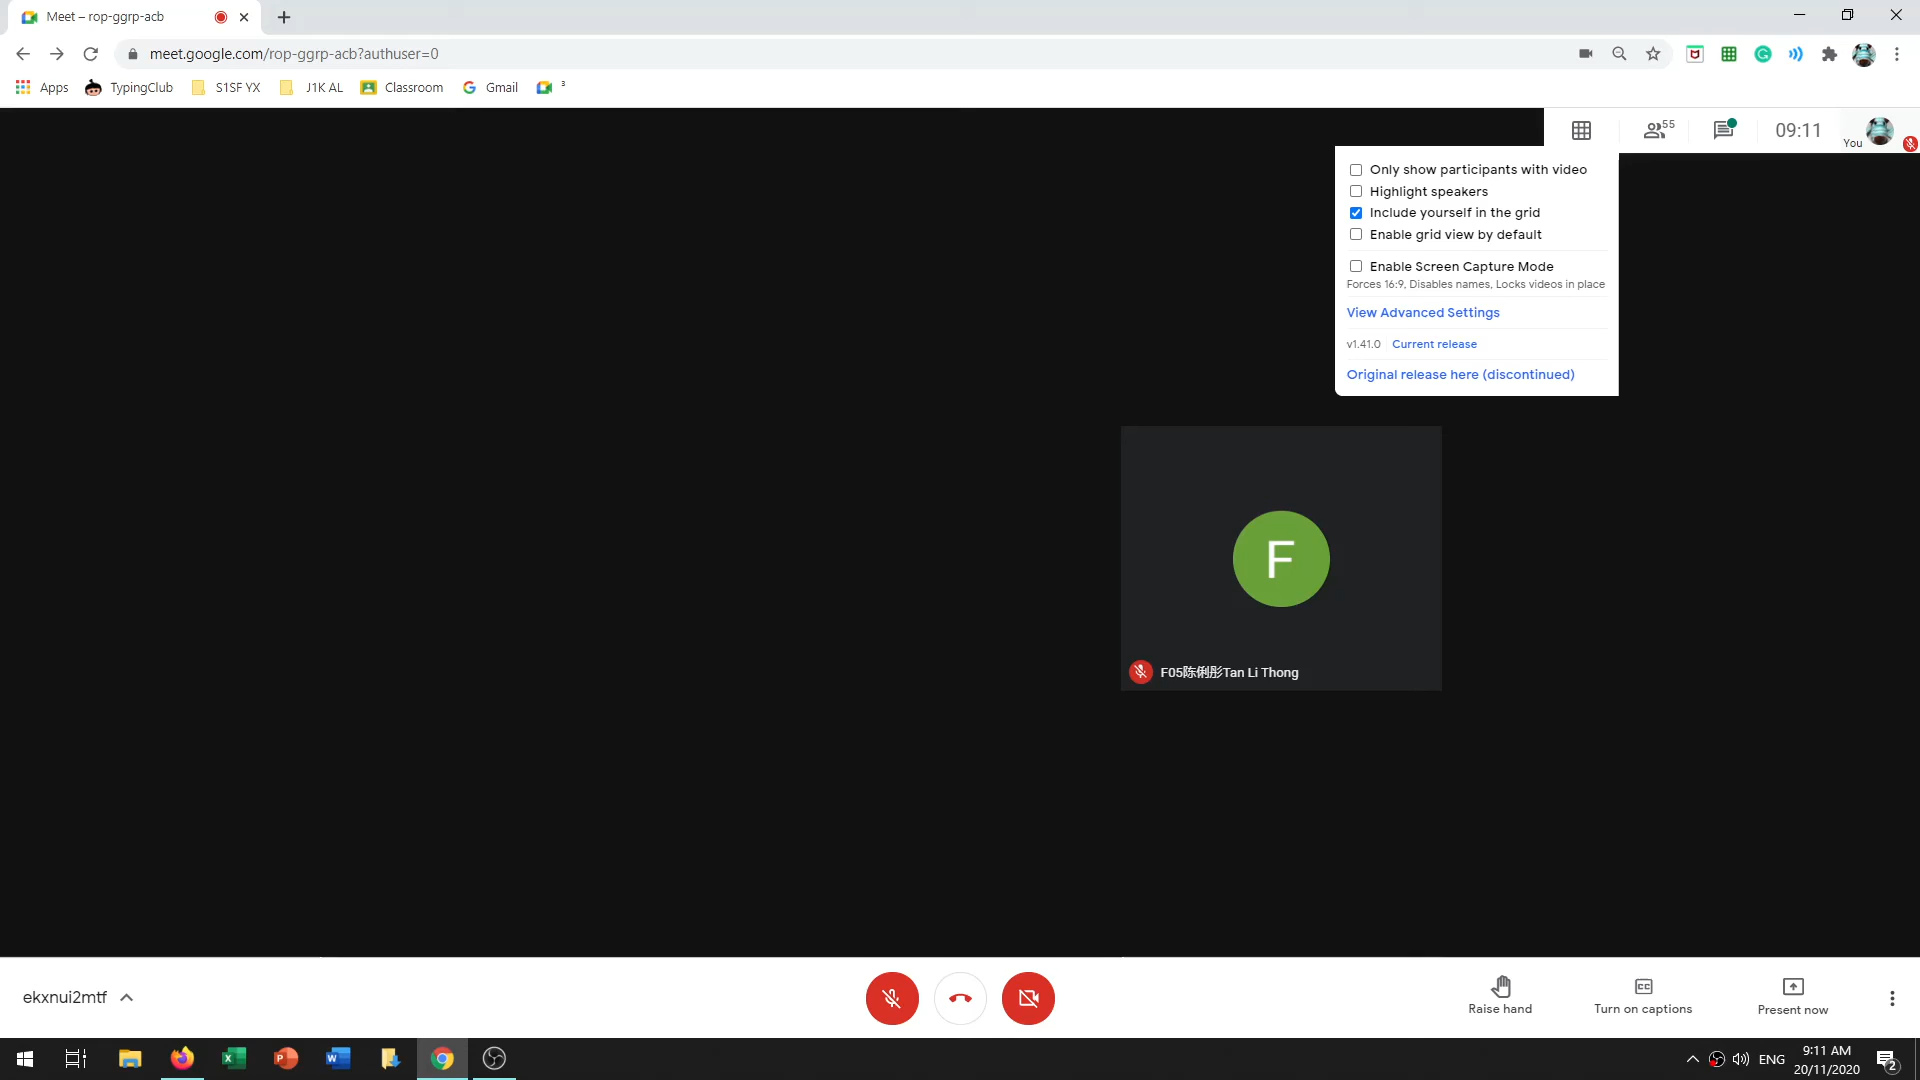 Meet – rop-ggrp-acb
meet.google.com/rop-ggrp-acb?authuser=0
Apps TypingClub S1SF YX J1K AL Classroom Gmail ³
55 09:11 You
Only show participants with video
Highlight speakers
Include yourself in the grid
Enable grid view by default
Enable Screen Capture Mode
Forces 16:9, Disables names, Locks videos in place
View Advanced Settings
v1.41.0 Current release
Original release here (discontinued)
F
F05陈俐彤Tan Li Thong
ekxnui2mtf
Raise hand Turn on captions Present now
ENG 9:11 AM
20/11/2020 2